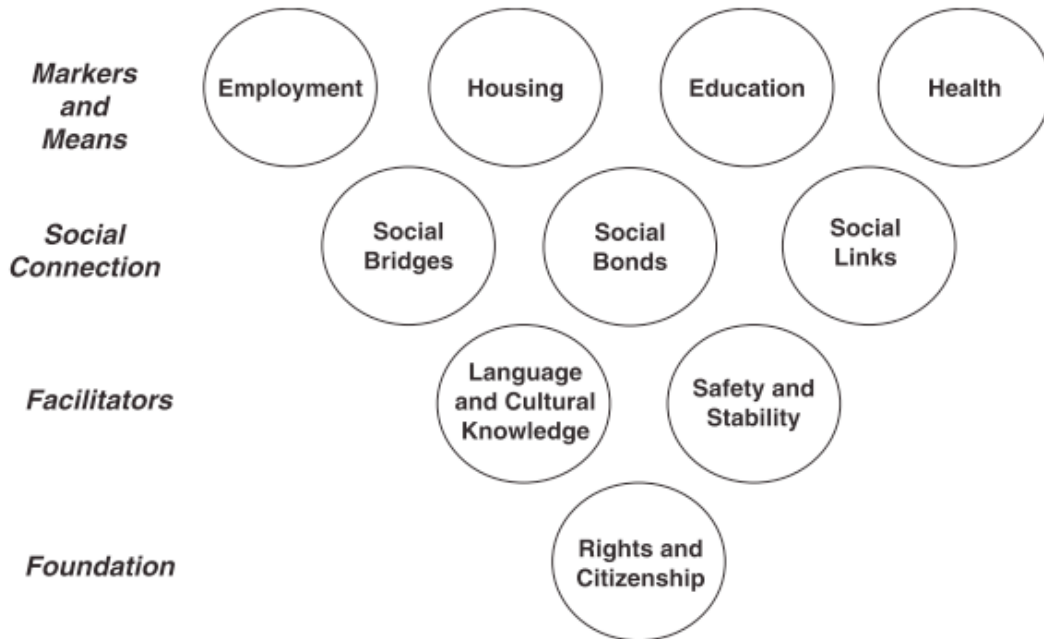 Markers
and
Means
Employment
Housing
Education
Health
Social
Connection
Social
Bridges
Social
Bonds
Social
Links
Facilitators
Language
and Cultural
Knowledge
Safety and
Stability
Foundation
Rights and
Citizenship